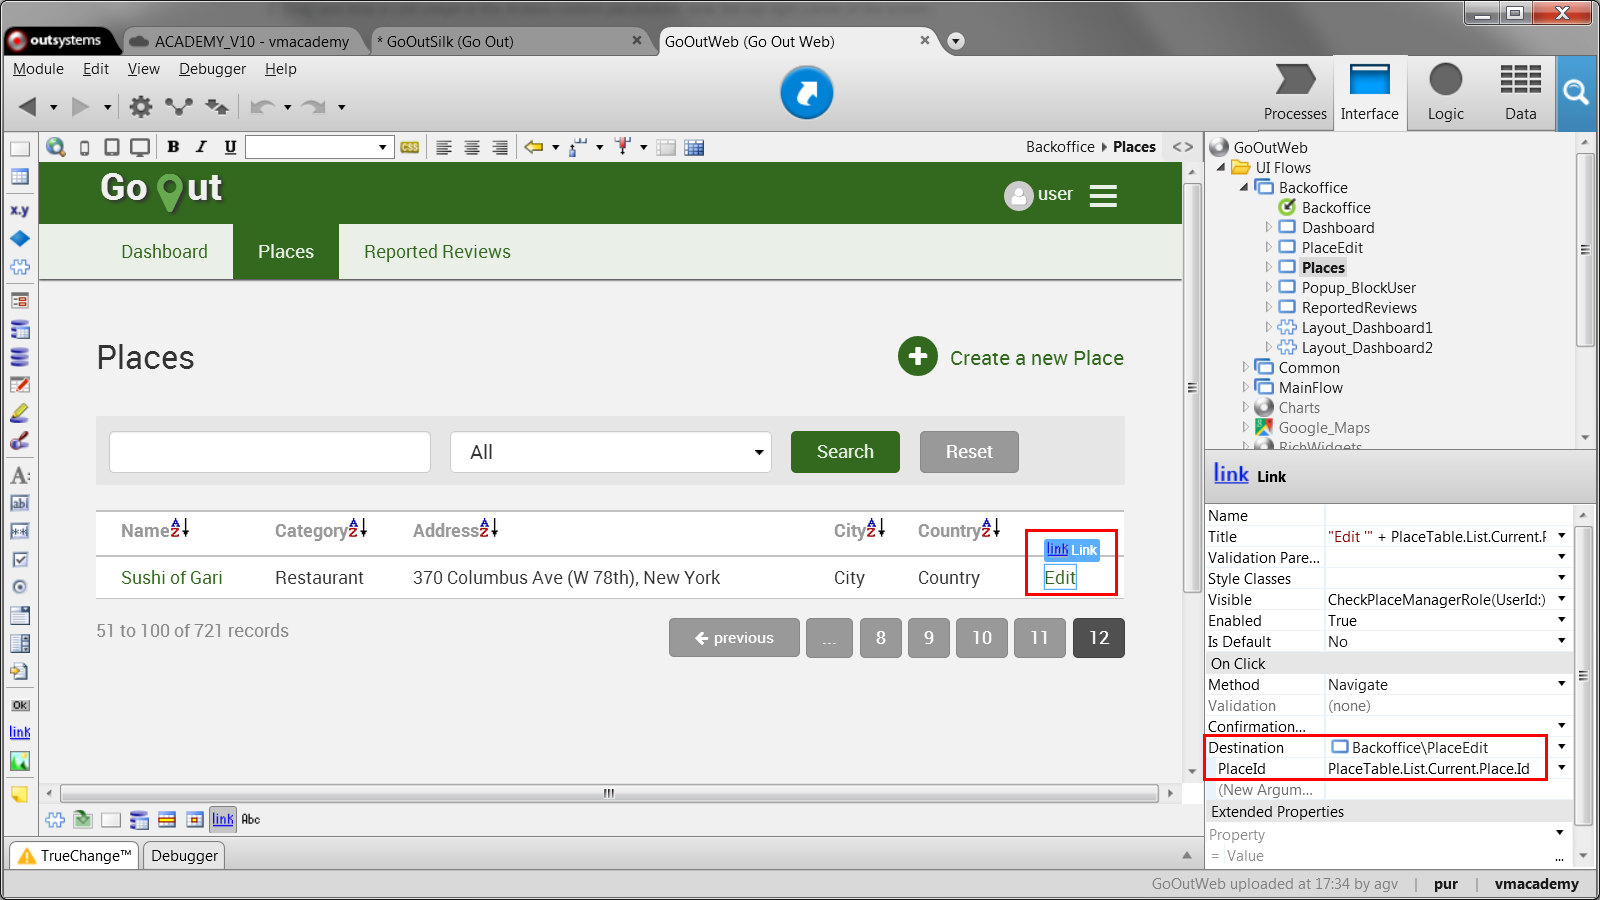 outsystems
ACADEMY_V10 - vmacademy
* GoOutSilk (Go Out)
GoOutWeb (Go Out Web)
Module Edit View Debugger Help
Processes Interface Logic Data
B I U
CSS
Backoffice Places <>
Go ut
user
Dashboard Places Reported Reviews
Places
Create a new Place
All
Search
Reset
Name Category Address City Country
link Link
Sushi of Gari Restaurant 370 Columbus Ave (W 78th), New York City Country Edit
51 to 100 of 721 records
previous ... 8 9 10 11 12
x.y
A:
ab
Ok
link
link Abc
TrueChange™ Debugger
GoOutWeb
UI Flows
Backoffice
Backoffice
Dashboard
PlaceEdit
Places
Popup_BlockUser
ReportedReviews
Layout_Dashboard1
Layout_Dashboard2
Common
MainFlow
Charts
Google_Maps
RichWidgets
link Link
Name
Title "Edit '" + PlaceTable.List.Current.F
Validation Pare...
Style Classes
Visible CheckPlaceManagerRole(UserId:)
Enabled True
Is Default No
On Click
Method Navigate
Validation (none)
Confirmation...
Destination Backoffice\PlaceEdit
PlaceId PlaceTable.List.Current.Place.Id
(New Argum...
Extended Properties
Property
= Value ...
GoOutWeb uploaded at 17:34 by agv | pur | vmacademy